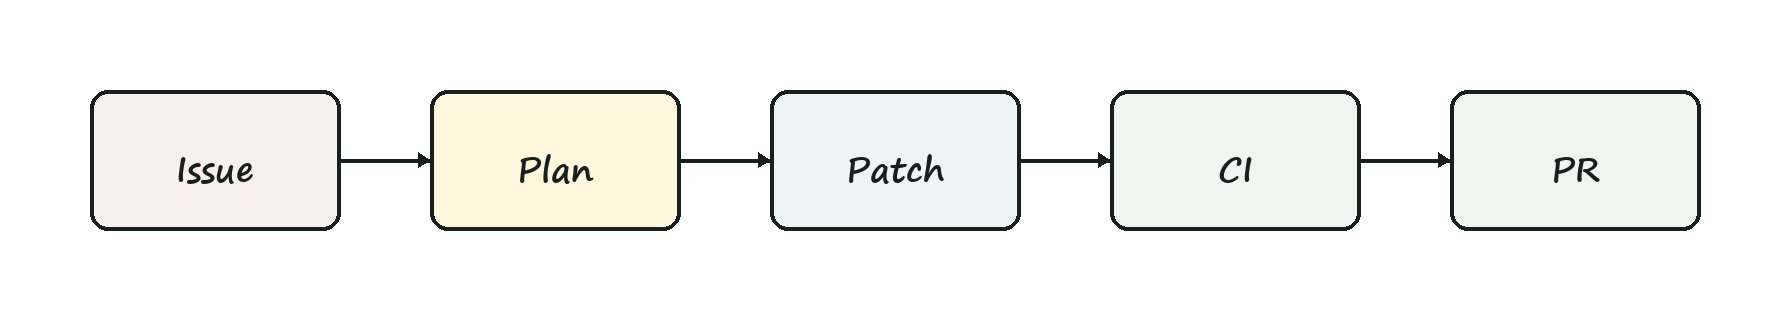 Issue
Plan
Patch
CI
PR